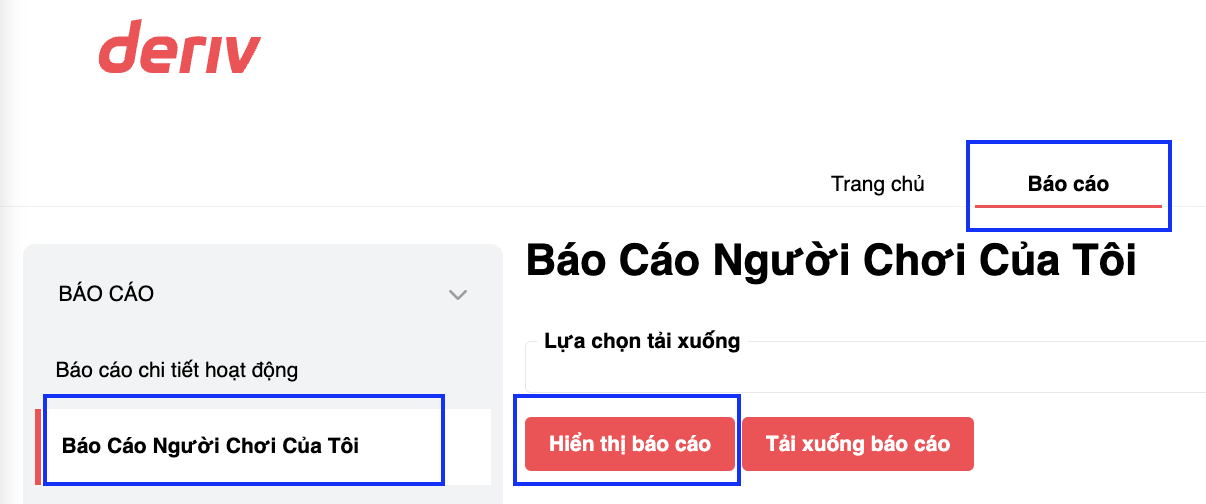 deriv
Trang chủ
Báo cáo
BÁO CÁO
Báo cáo chi tiết hoạt động
Báo Cáo Người Chơi Của Tôi
Báo Cáo Người Chơi Của Tôi
Lựa chọn tải xuống
Hiển thị báo cáo
Tải xuống báo cáo